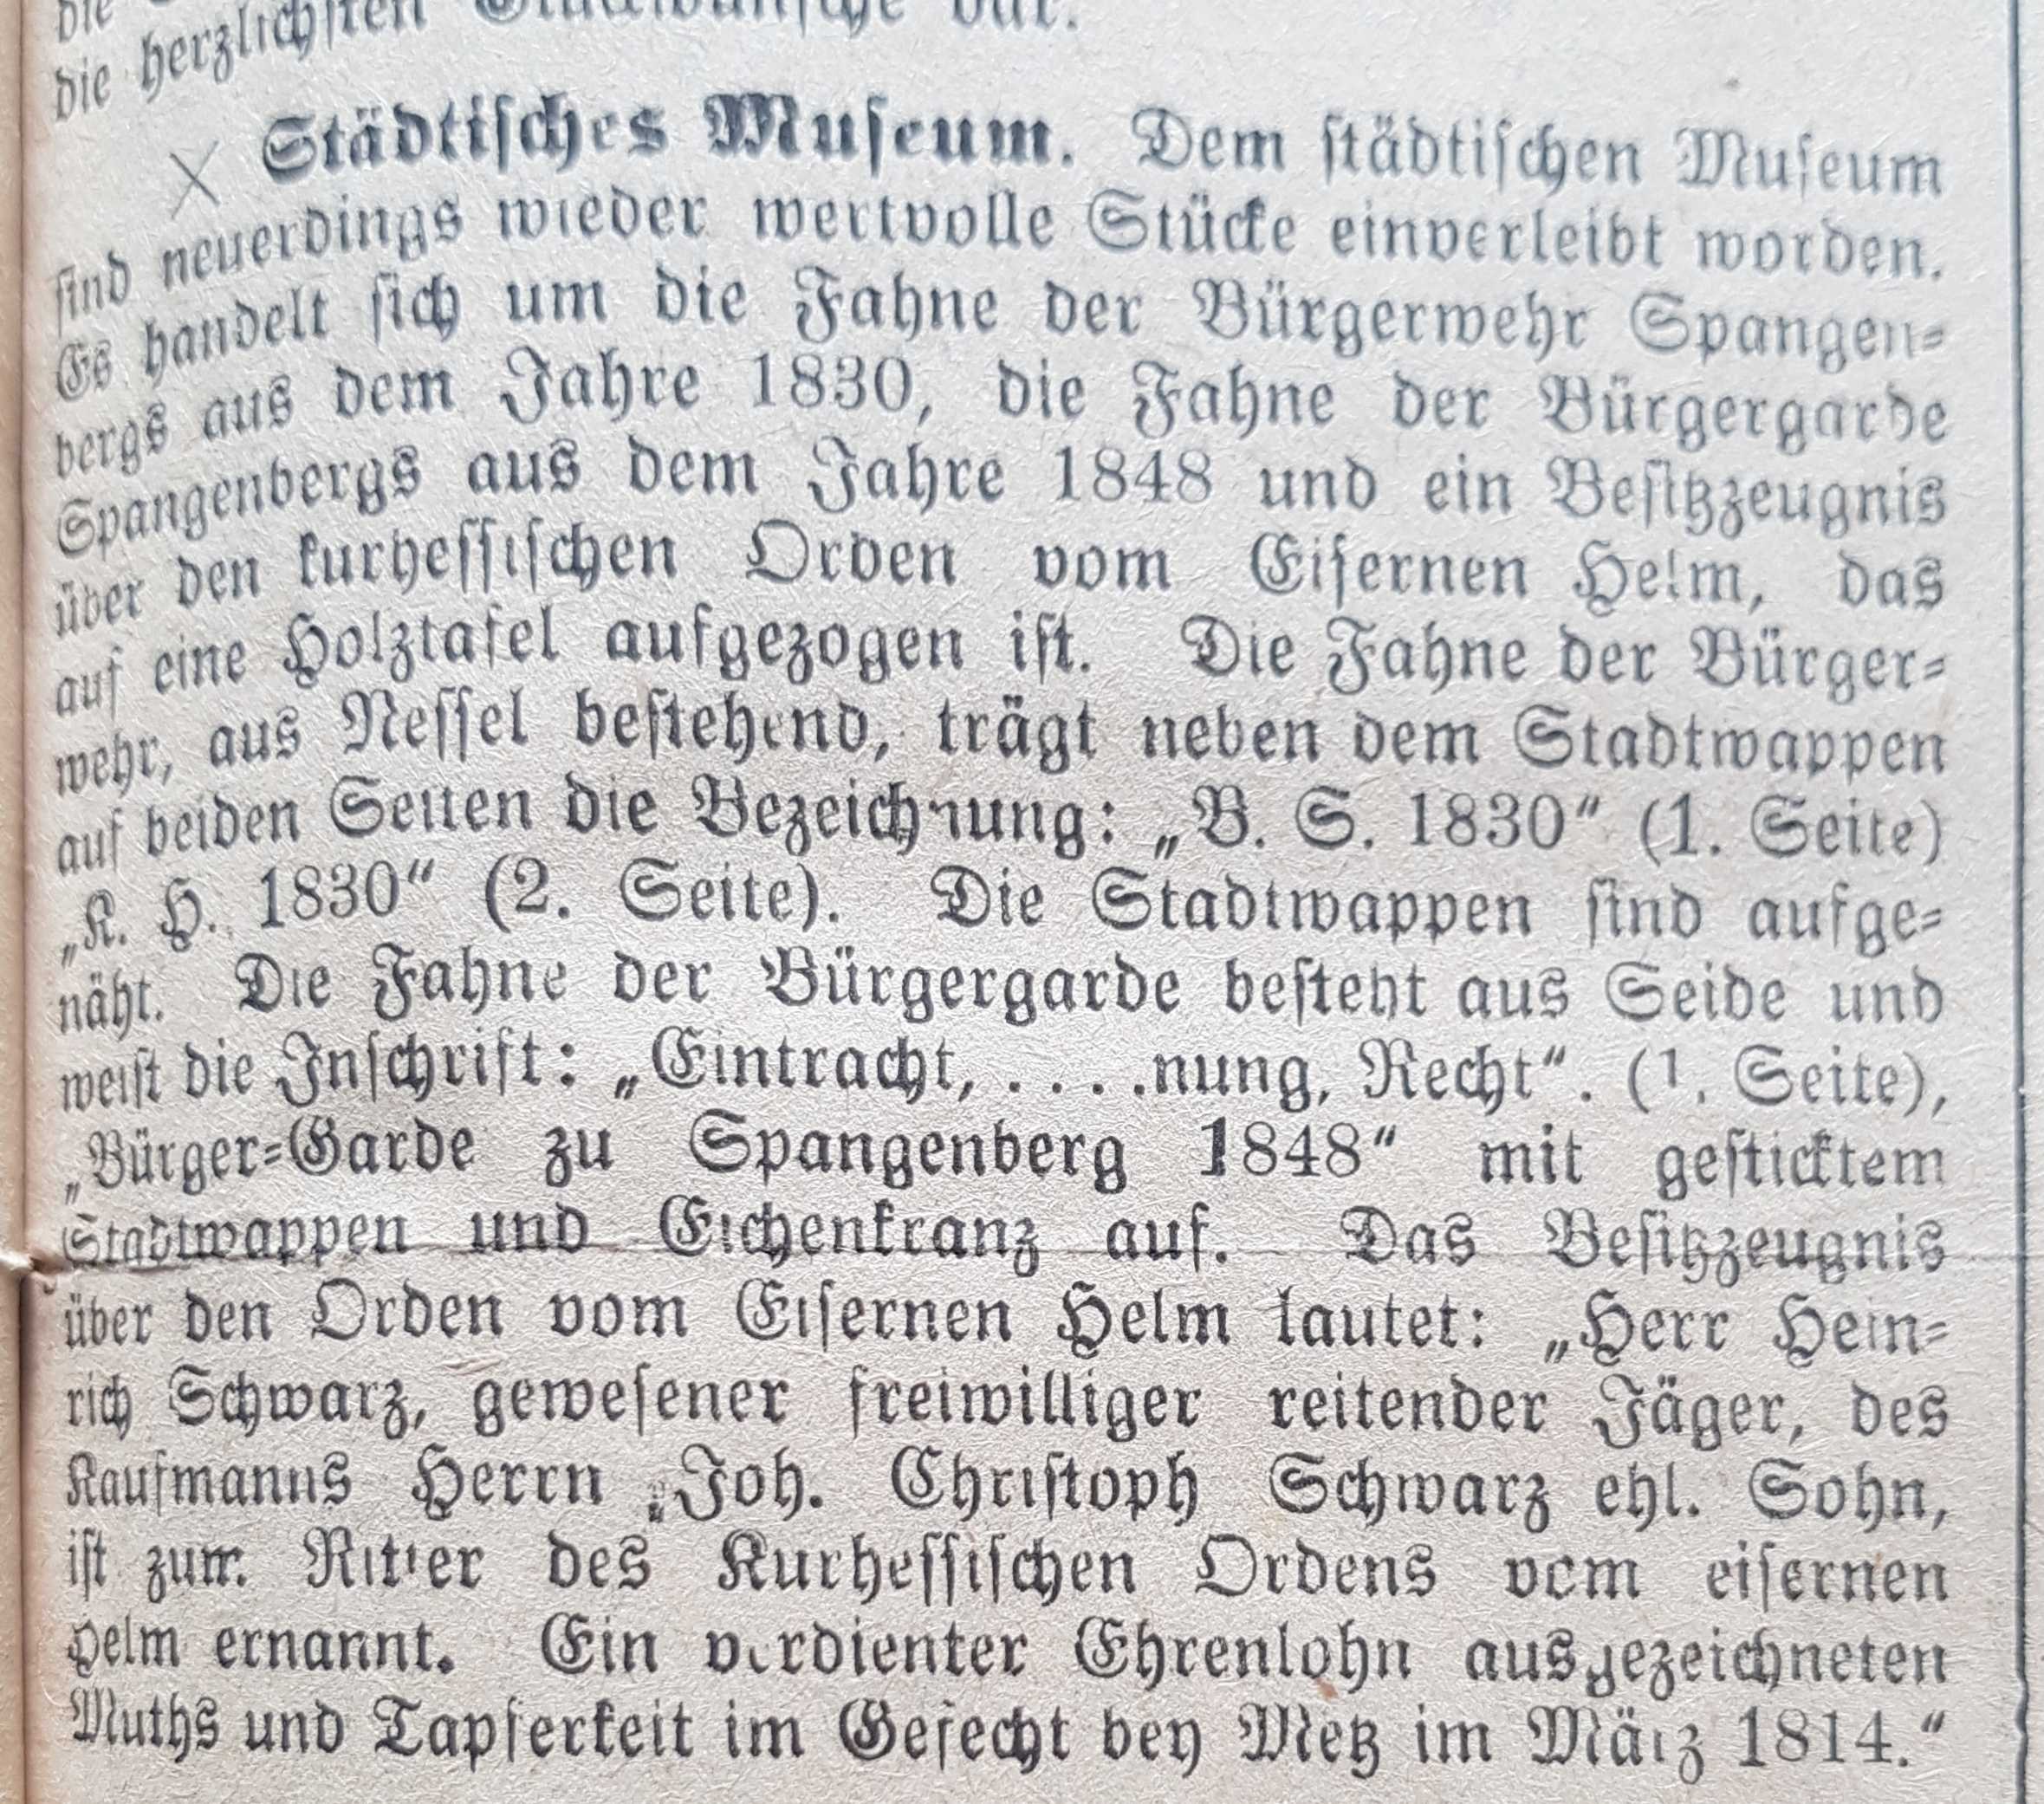 die
die herzlichsten Glückwünsche dar.
× Städtisches Museum. Dem städtischen Museum
sind neuerdings wieder wertvolle Stücke einverleibt worden.
Es handelt sich um die Fahne der Bürgerwehr Spangen-
bergs aus dem Jahre 1830, die Fahne der Bürgergarde
Spangenbergs aus dem Jahre 1848 und ein Besitzzeugnis
über den kurhessischen Orden vom Eisernen Helm, das
auf eine Holztafel aufgezogen ist. Die Fahne der Bürger-
wehr, aus Nessel bestehend, trägt neben dem Stadtwappen
auf beiden Seiten die Bezeichnung: „B. S. 1830“ (1. Seite)
„K. H. 1830“ (2. Seite). Die Stadtwappen sind aufge-
näht. Die Fahne der Bürgergarde besteht aus Seide und
weist die Inschrift: „Eintracht, . . . .nung, Recht“. (1. Seite),
„Bürger-Garde zu Spangenberg 1848“ mit gesticktem
Stadtwappen und Eichenkranz auf. Das Besitzzeugnis
über den Orden vom Eisernen Helm lautet: „Herr Hein-
rich Schwarz, gewesener freiwilliger reitender Jäger, des
Kaufmanns Herrn Joh. Christoph Schwarz ehl. Sohn,
ist zum Ritter des Kurhessischen Ordens vom eisernen
Helm ernannt. Ein verdienter Ehrenlohn ausgezeichneten
Muths und Tapferkeit im Gefecht bey Metz im März 1814.“